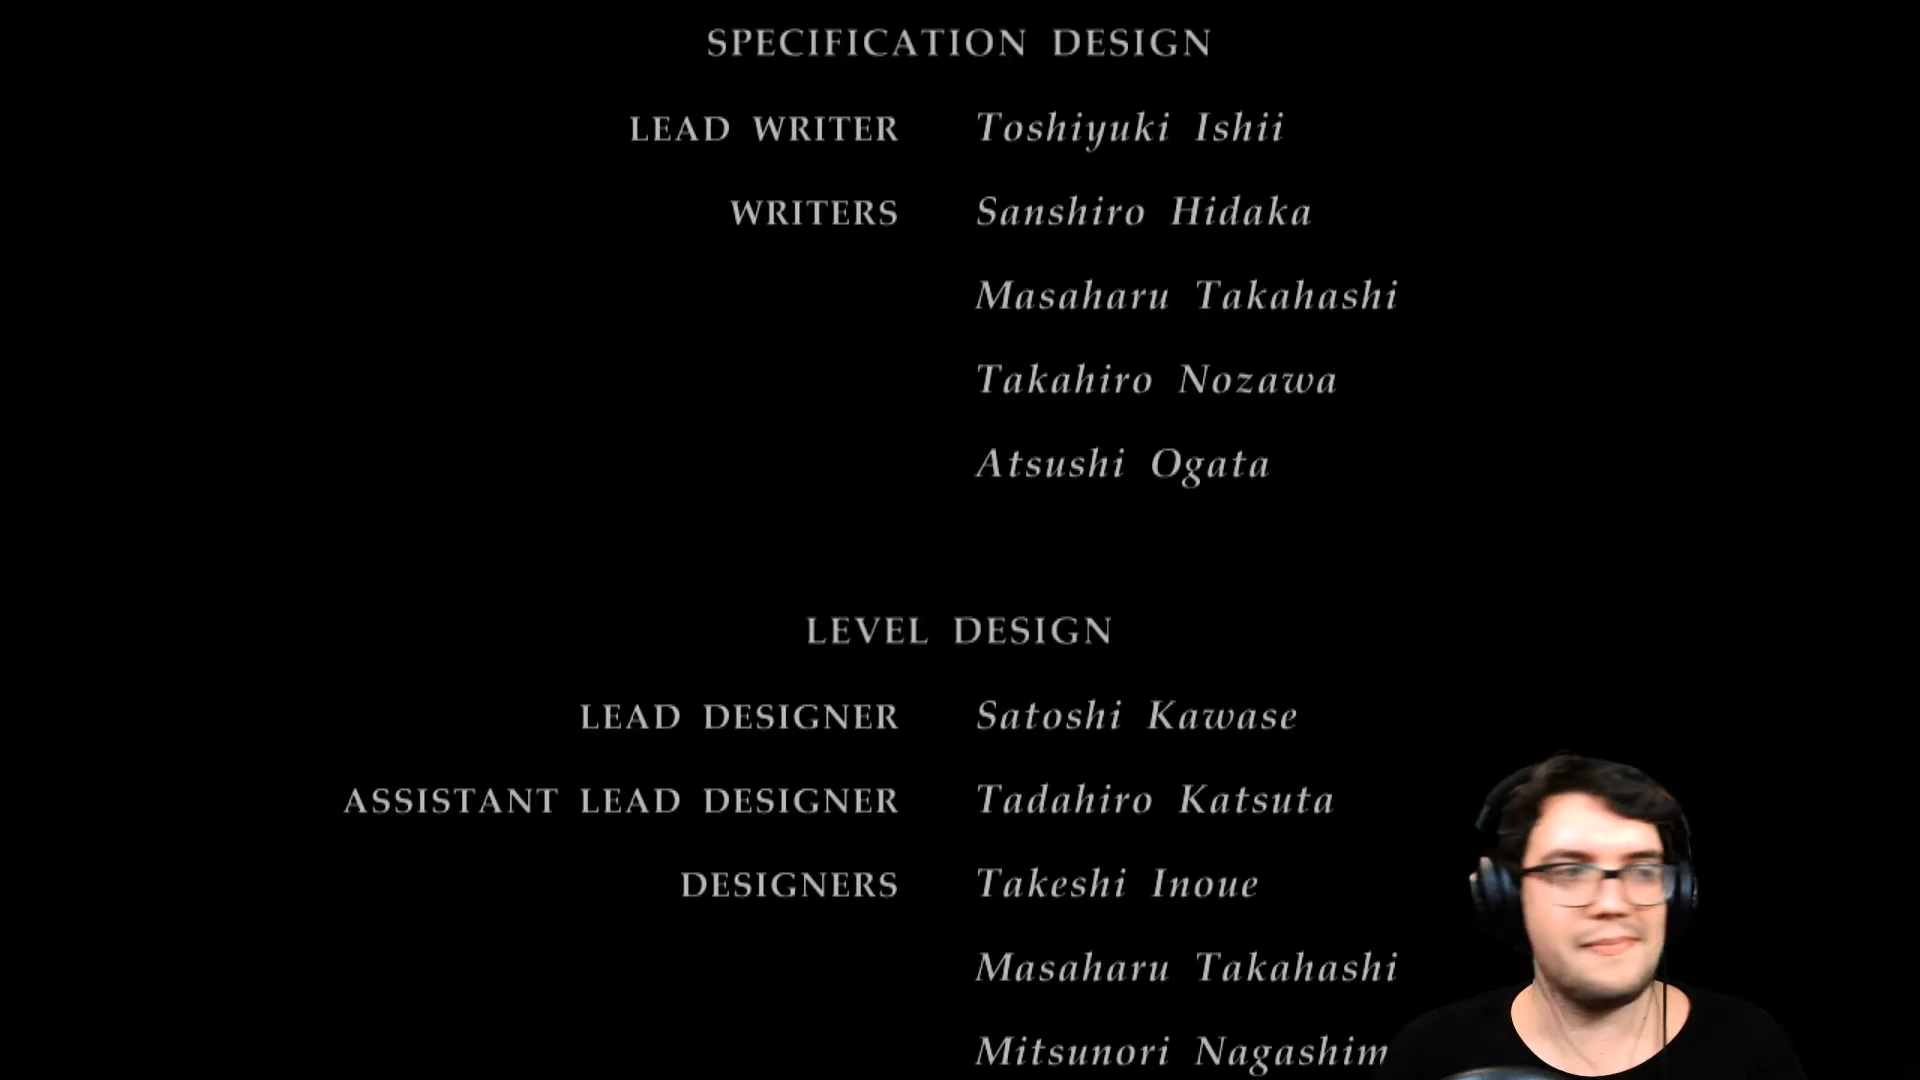 SPECIFICATION DESIGN
LEAD WRITER Toshiyuki Ishii
WRITERS Sanshiro Hidaka
Masaharu Takahashi
Takahiro Nozawa
Atsushi Ogata
LEVEL DESIGN
LEAD DESIGNER Satoshi Kawase
ASSISTANT LEAD DESIGNER Tadahiro Katsuta
DESIGNERS Takeshi Inoue
Masaharu Takahashi
Mitsunori Nagashim